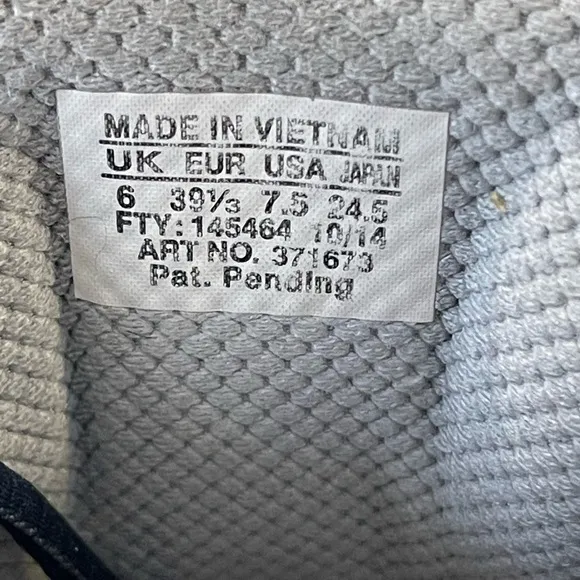 MADE IN VIETNAM
UK EUR USA JAPAN
6 39⅓ 7.5 24.5
FTY: 145464 10/14
ART NO. 371673
Pat. Pending